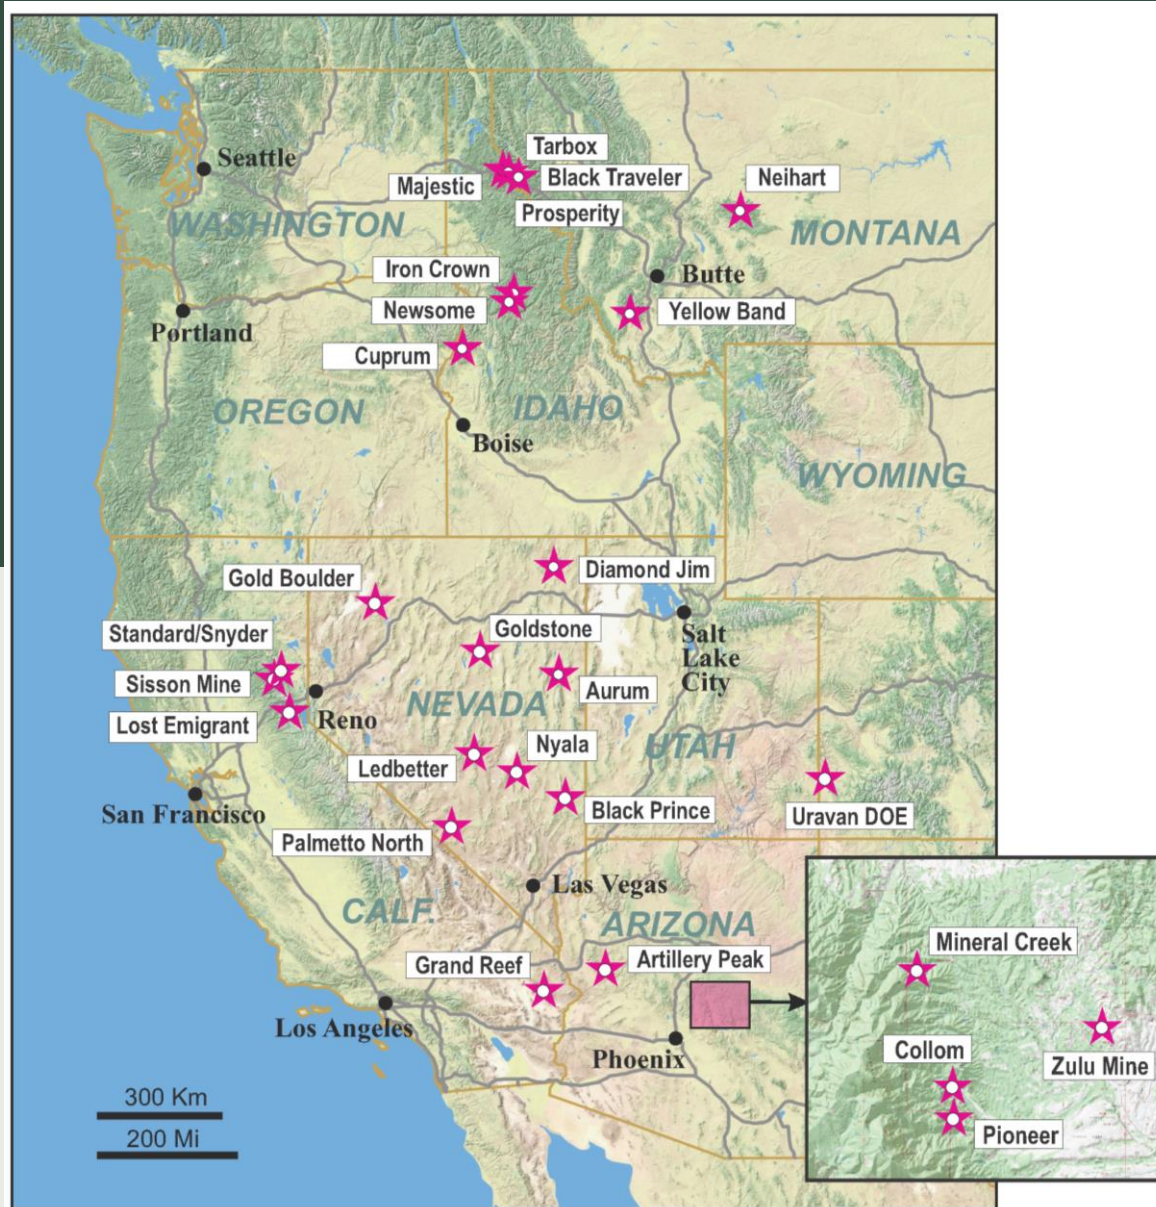 Tarbox
Seattle
Majestic
Black Traveler
Neihart
Prosperity
WASHINGTON
MONTANA
Iron Crown
Butte
Newsome
Yellow Band
Portland
Cuprum
OREGON
IDAHO
Boise
WYOMING
Gold Boulder
Diamond Jim
Standard/Snyder
Goldstone
Salt
Lake
City
Sisson Mine
Aurum
NEVADA
Lost Emigrant
Reno
Nyala
UTAH
Ledbetter
San Francisco
Black Prince
Uravan DOE
Palmetto North
Las Vegas
CALF.
ARIZONA
Grand Reef
Artillery Peak
Mineral Creek
Los Angeles
Phoenix
Collom
Zulu Mine
300 Km
200 Mi
Pioneer